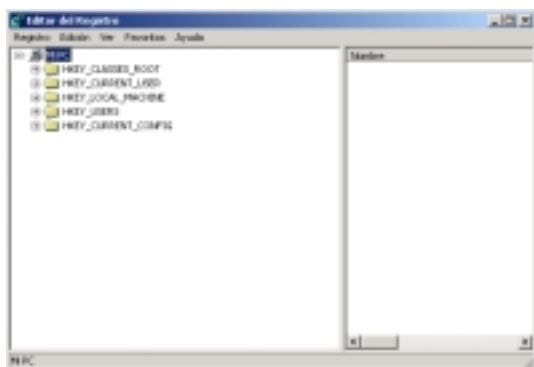 Editor del Registro
Registro Edición Ver Favoritos Ayuda
Mi PC
HKEY_CLASSES_ROOT
HKEY_CURRENT_USER
HKEY_LOCAL_MACHINE
HKEY_USERS
HKEY_CURRENT_CONFIG
Nombre
Mi PC